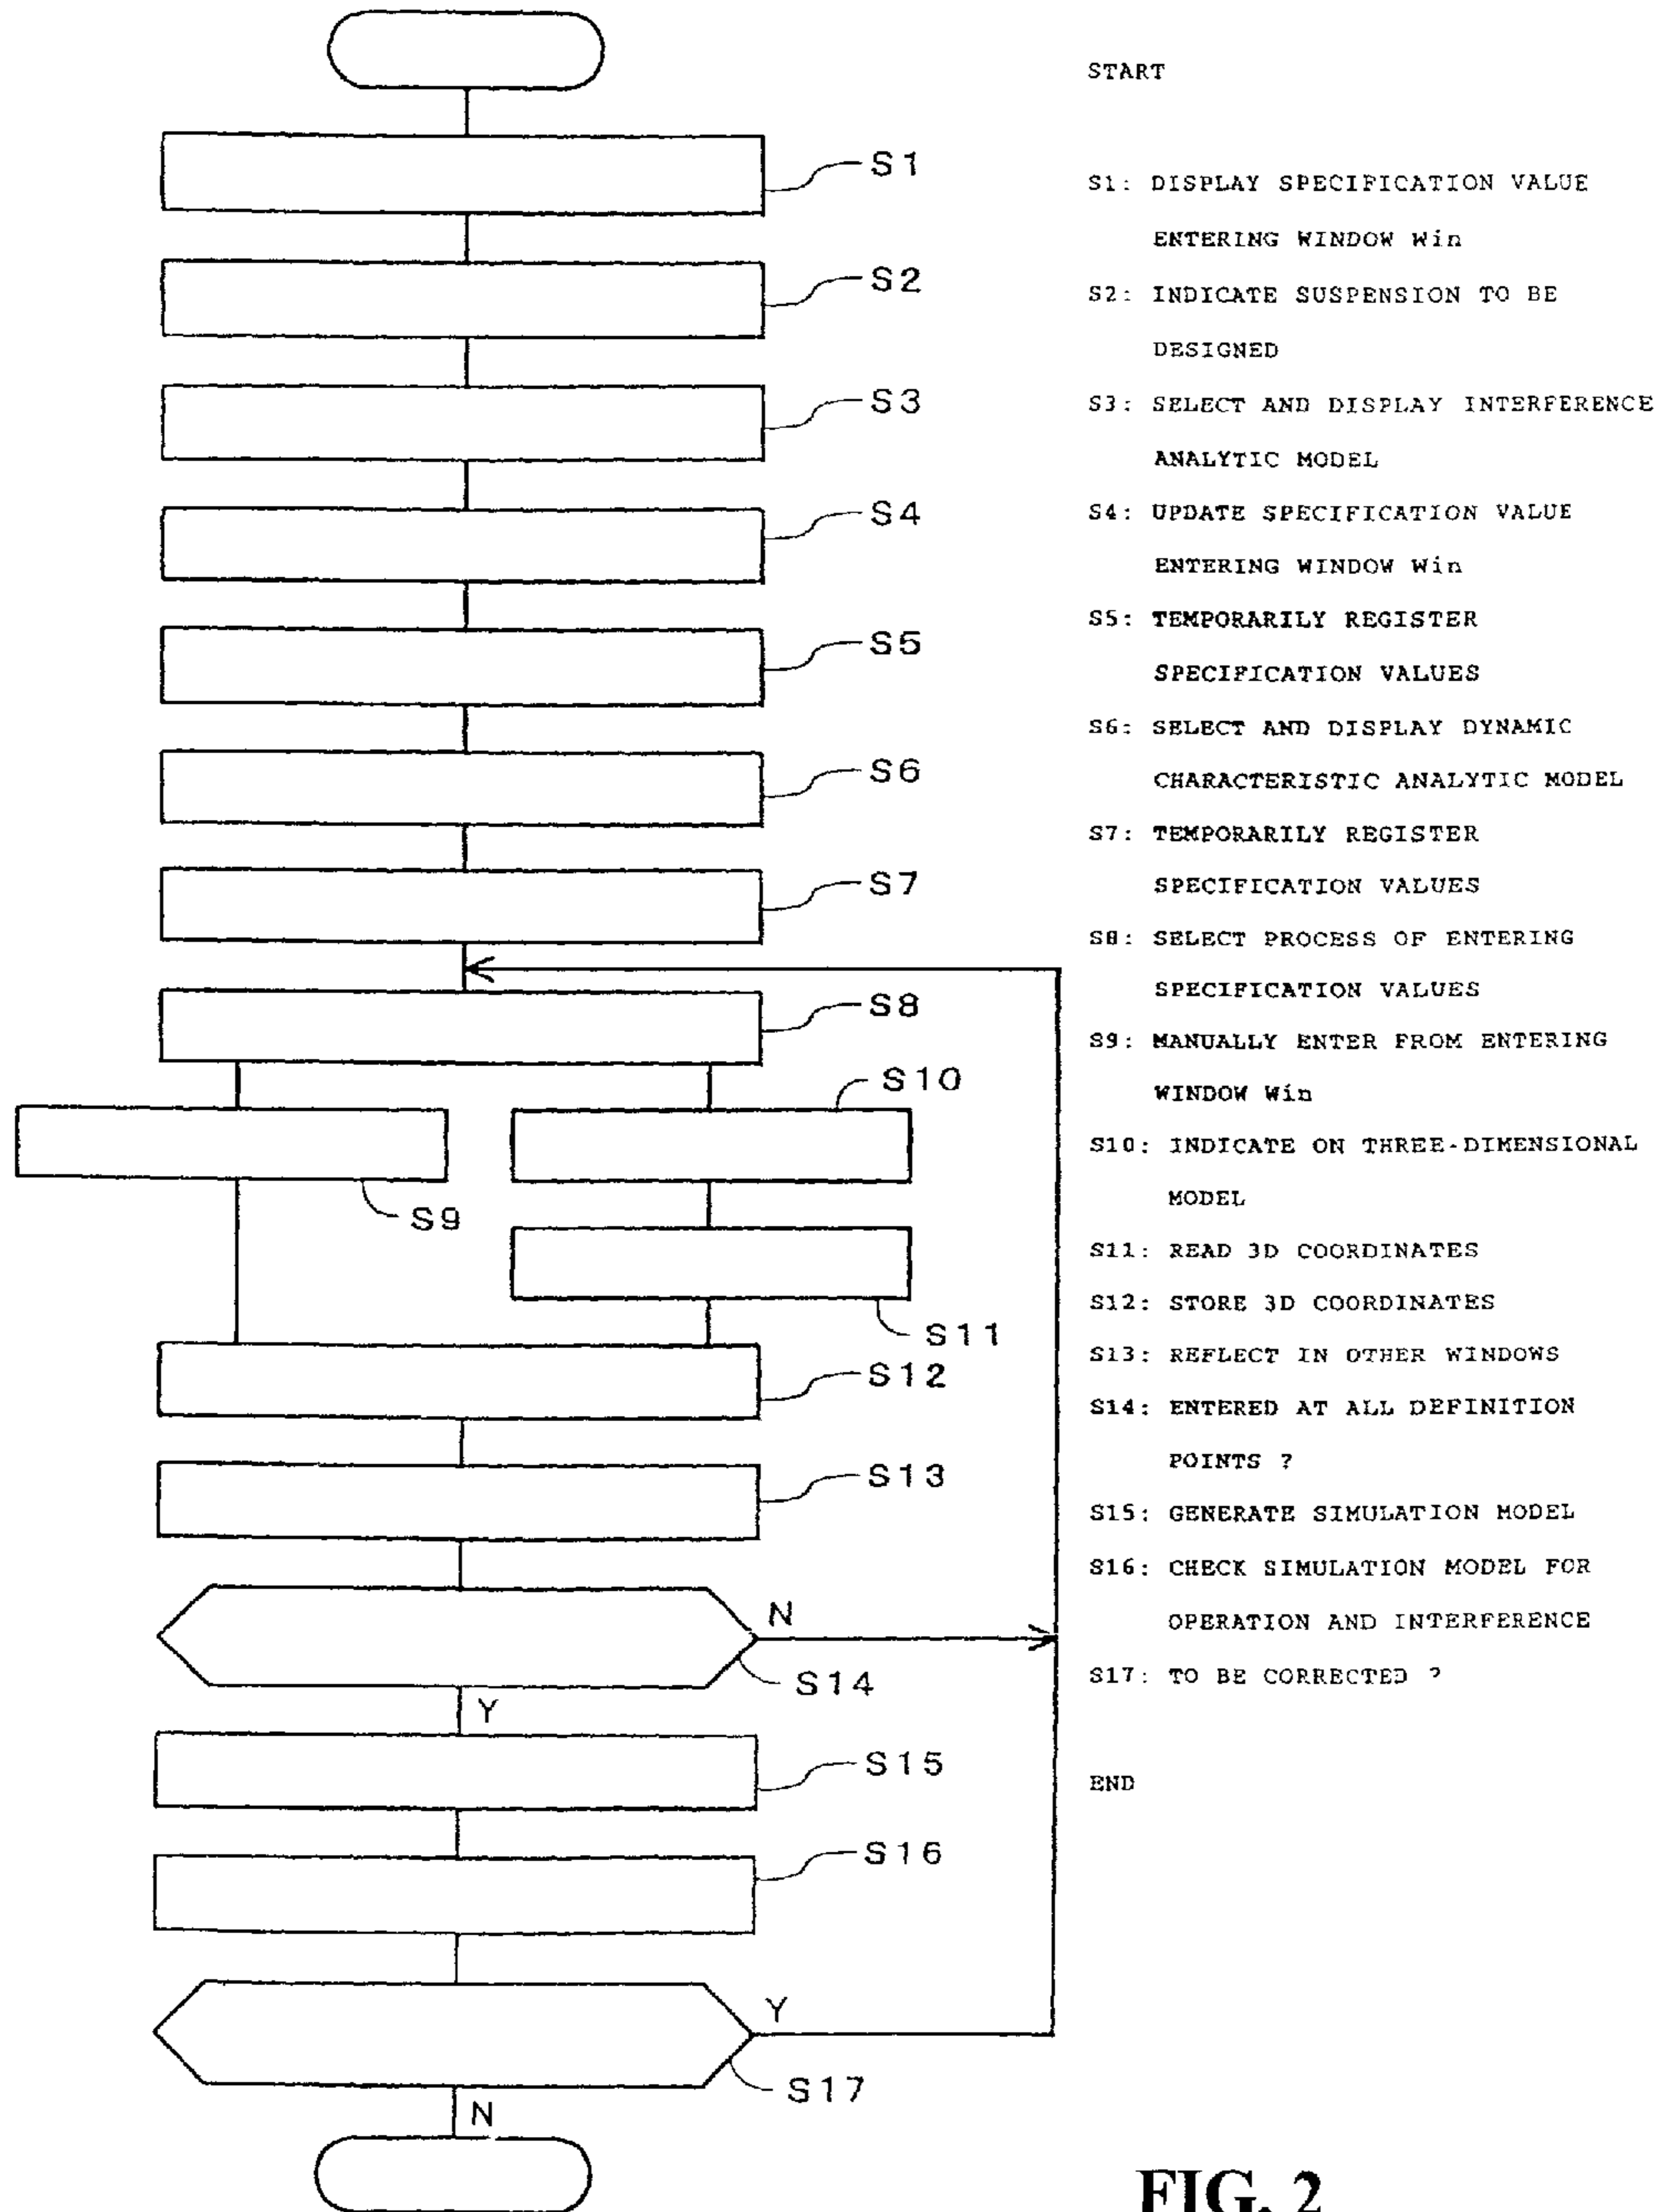 START
S1: DISPLAY SPECIFICATION VALUE
ENTERING WINDOW Win
S2: INDICATE SUSPENSION TO BE
DESIGNED
S3: SELECT AND DISPLAY INTERFERENCE
ANALYTIC MODEL
S4: UPDATE SPECIFICATION VALUE
ENTERING WINDOW Win
S5: TEMPORARILY REGISTER
SPECIFICATION VALUES
S6: SELECT AND DISPLAY DYNAMIC
CHARACTERISTIC ANALYTIC MODEL
S7: TEMPORARILY REGISTER
SPECIFICATION VALUES
S8: SELECT PROCESS OF ENTERING
SPECIFICATION VALUES
S9: MANUALLY ENTER FROM ENTERING
WINDOW Win
S10: INDICATE ON THREE-DIMENSIONAL
MODEL
S11: READ 3D COORDINATES
S12: STORE 3D COORDINATES
S13: REFLECT IN OTHER WINDOWS
S14: ENTERED AT ALL DEFINITION
POINTS ?
S15: GENERATE SIMULATION MODEL
S16: CHECK SIMULATION MODEL FOR
OPERATION AND INTERFERENCE
S17: TO BE CORRECTED ?
END
S1
S2
S3
S4
S5
S6
S7
S8
S10
S9
S11
S12
S13
N
S14
Y
S15
S16
Y
S17
N
FIG. 2